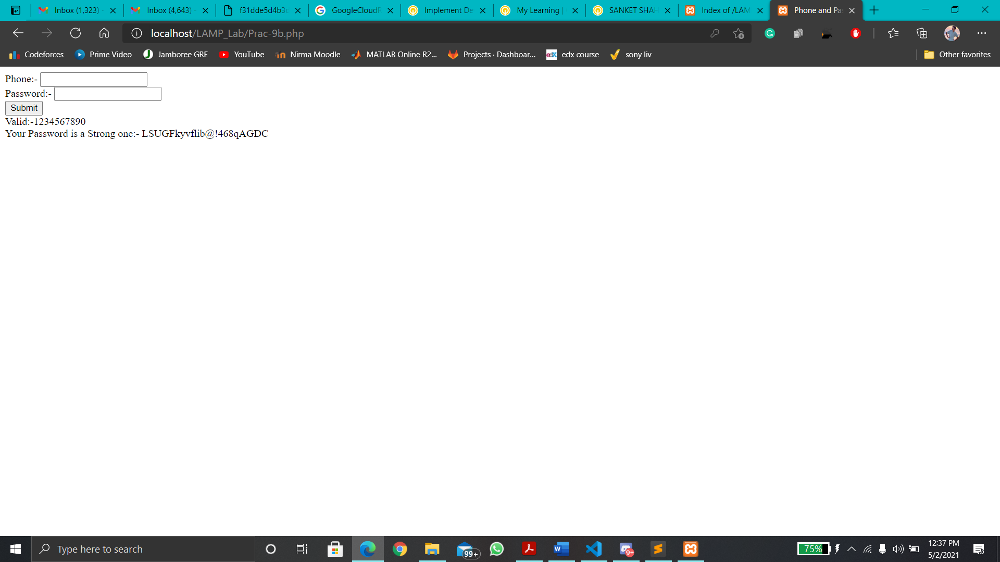 Inbox (1,323) -
Inbox (4,643) -
f31dde5d4b3c
GoogleCloudR
Implement De
My Learning |
SANKET SHAH
Index of /LAM
Phone and Pa
localhost/LAMP_Lab/Prac-9b.php
Codeforces
Prime Video
Jamboree GRE
YouTube
Nirma Moodle
MATLAB Online R2...
Projects · Dashboar...
edx course
sony liv
Other favorites
Phone:-
Password:-
Submit
Valid:-1234567890
Your Password is a Strong one:- LSUGFkyvflib@!468qAGDC
Type here to search
99+
9+
75%
12:37 PM
5/2/2021